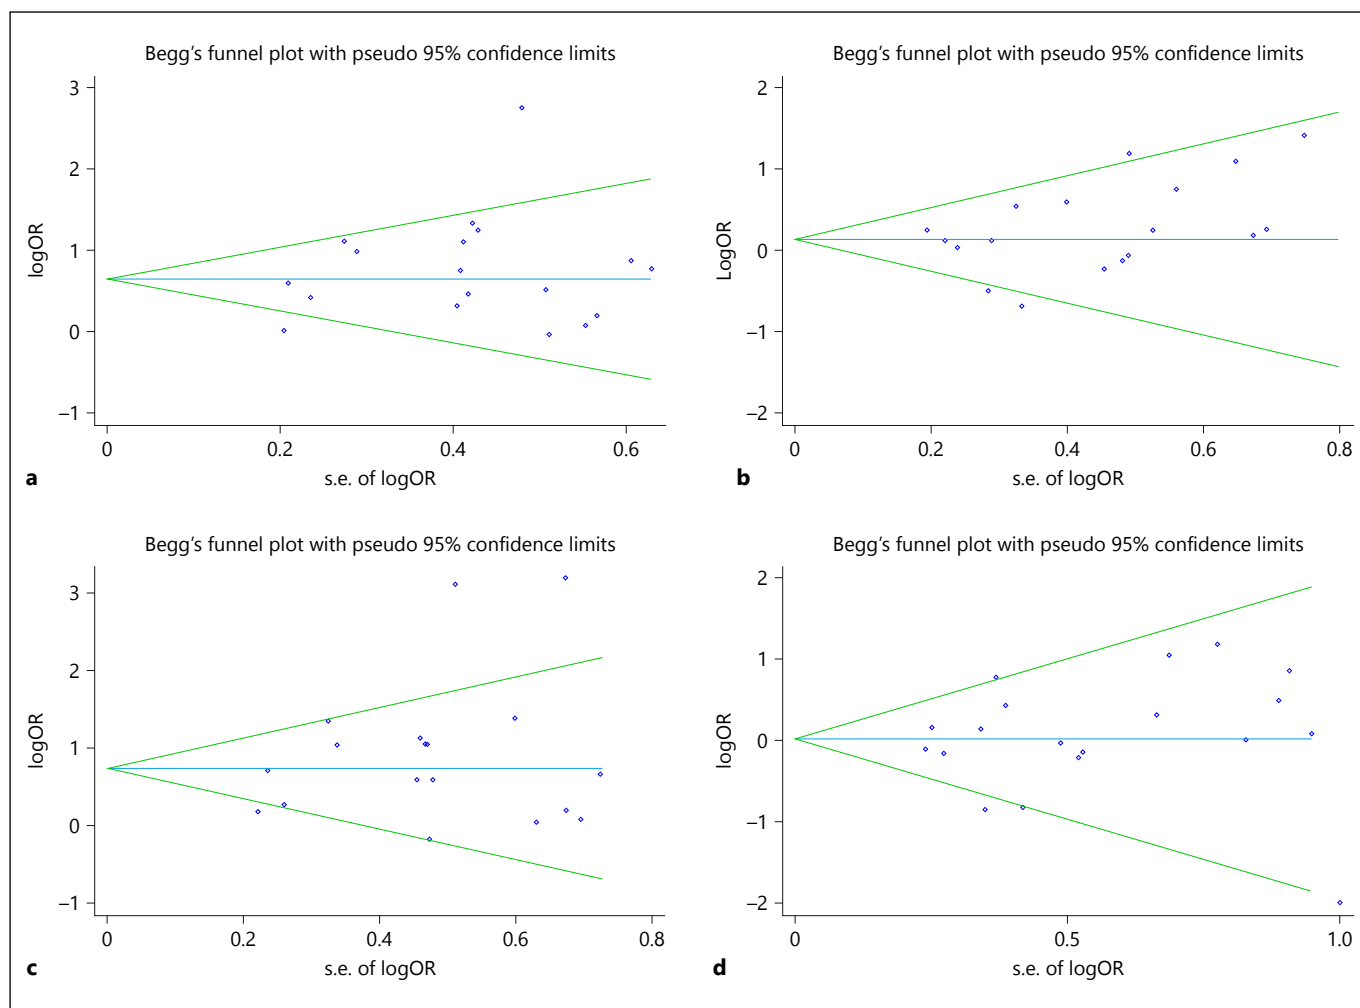 Begg's funnel plot with pseudo 95% confidence limits
3
2
1
0
–1
logOR
0 0.2 0.4 0.6
s.e. of logOR
a
Begg's funnel plot with pseudo 95% confidence limits
2
1
0
–1
–2
LogOR
0 0.2 0.4 0.6 0.8
s.e. of logOR
b
Begg's funnel plot with pseudo 95% confidence limits
3
2
1
0
–1
logOR
0 0.2 0.4 0.6 0.8
s.e. of logOR
c
Begg's funnel plot with pseudo 95% confidence limits
2
1
0
–1
–2
logOR
0 0.5 1.0
s.e. of logOR
d